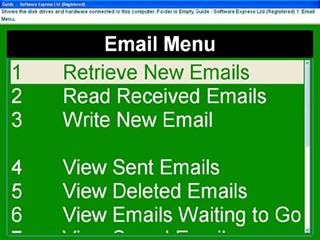 Guide - Software Express Ltd (Registered)
Shows the disk drives and hardware connected to this computer. Folder is Empty Guide - Software Express Ltd (Registered) 1. Email
Menu.
Email Menu
1 Retrieve New Emails
2 Read Received Emails
3 Write New Email
4 View Sent Emails
5 View Deleted Emails
6 View Emails Waiting to Go